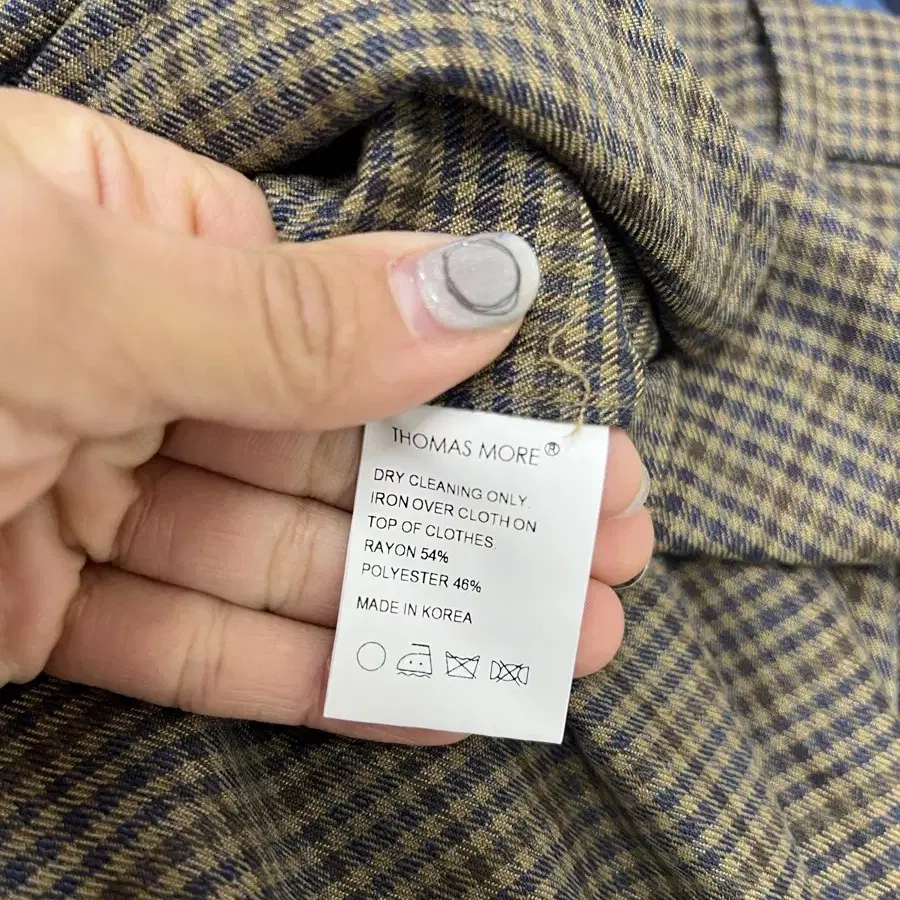 THOMAS MORE®
DRY CLEANING ONLY.
IRON OVER CLOTH ON
TOP OF CLOTHES.
RAYON 54%
POLYESTER 46%
MADE IN KOREA